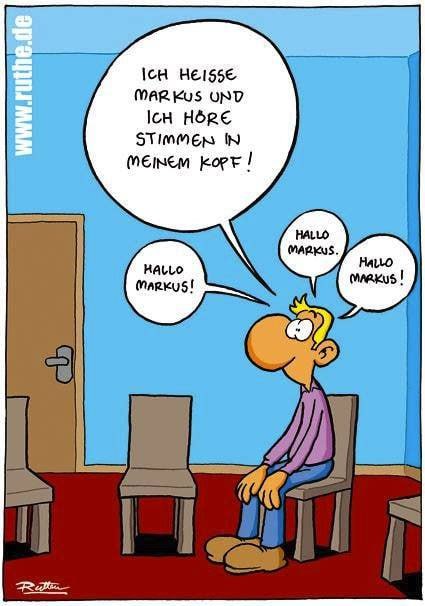 www.ruthe.de
ICH HEISSE
MARKUS UND
ICH HÖRE
STIMMEN IN
MEINEM KOPF!
HALLO
MARKUS!
HALLO
MARKUS.
HALLO
MARKUS!
Ruthe